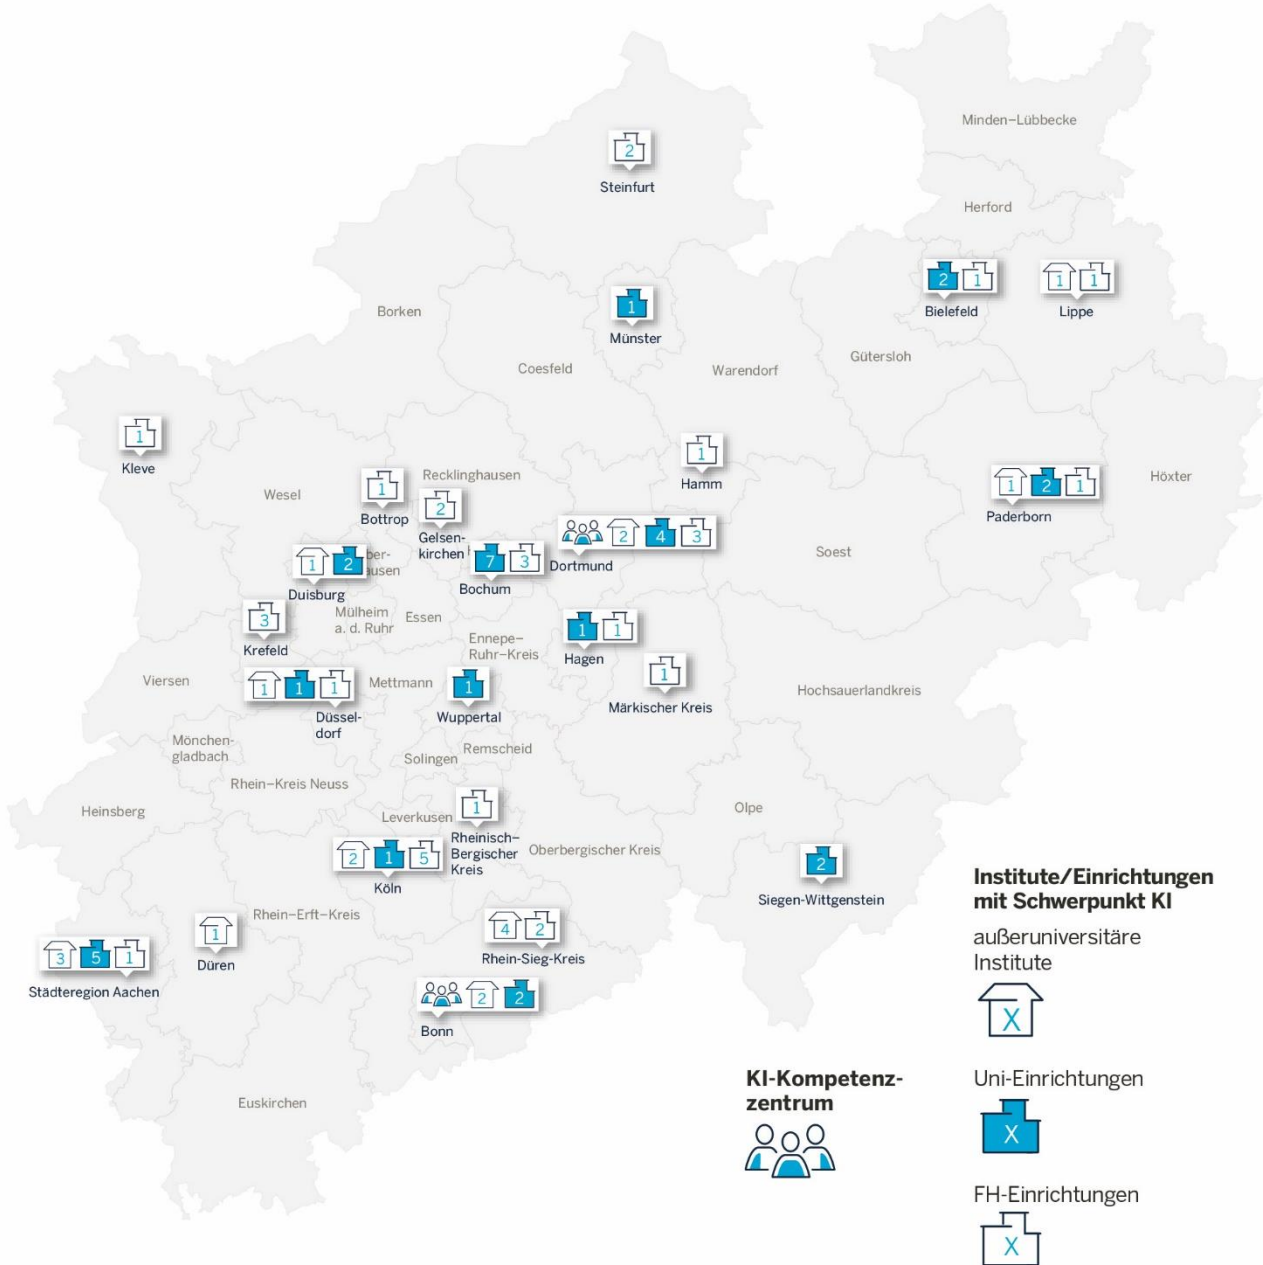 Minden–Lübbecke
2
Steinfurt
Herford
2 1
Bielefeld
1 1
Lippe
1
Münster
Borken
Coesfeld
Warendorf
Gütersloh
1
Kleve
Wesel
1
Bottrop
Recklinghausen
2
Gelsen-
kirchen
1
Hamm
1 2 1
Paderborn
Höxter
2 4 3
Dortmund
7 3
Bochum
Soest
1 2
Duisburg
ber-
ausen
Mülheim
a. d. Ruhr
Essen
3
Krefeld
1 1
Hagen
Ennepe–
Ruhr–Kreis
1
Märkischer Kreis
Hochsauerlandkreis
Viersen
1 1 1
Düssel-
dorf
Mettmann
1
Wuppertal
Mönchen-
gladbach
Solingen
Remscheid
Rhein–Kreis Neuss
Heinsberg
Leverkusen
1
Rheinisch–
Bergischer
Kreis
Oberbergischer Kreis
Olpe
2 1 5
Köln
2
Siegen-Wittgenstein
Rhein–Erft–Kreis
1
Düren
4 2
Rhein-Sieg-Kreis
3 5 1
Städteregion Aachen
2 2
Bonn
Euskirchen
Institute/Einrichtungen
mit Schwerpunkt KI
außeruniversitäre
Institute
X
KI-Kompetenz-
zentrum
Uni-Einrichtungen
X
FH-Einrichtungen
X